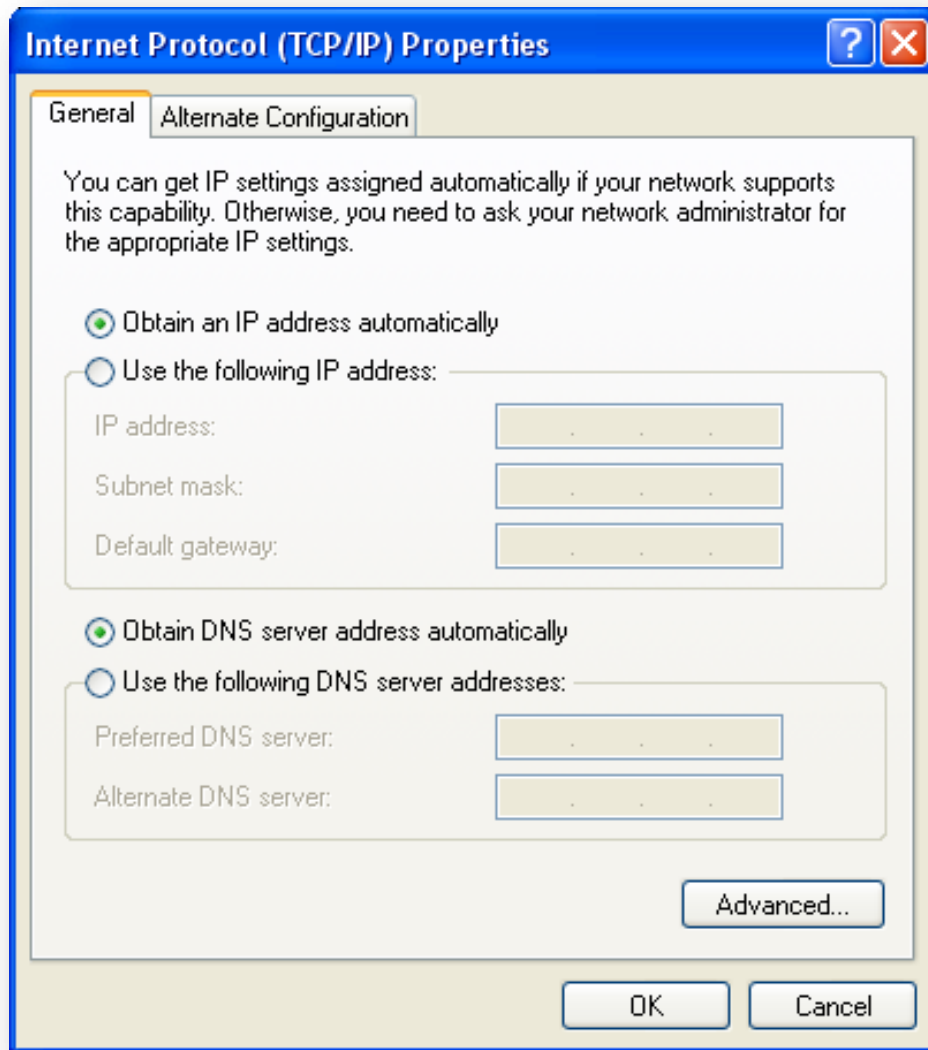 Internet Protocol (TCP/IP) Properties
General
Alternate Configuration
You can get IP settings assigned automatically if your network supports
this capability. Otherwise, you need to ask your network administrator for
the appropriate IP settings.
Obtain an IP address automatically
Use the following IP address:
IP address:
Subnet mask:
Default gateway:
Obtain DNS server address automatically
Use the following DNS server addresses:
Preferred DNS server:
Alternate DNS server:
Advanced...
OK
Cancel